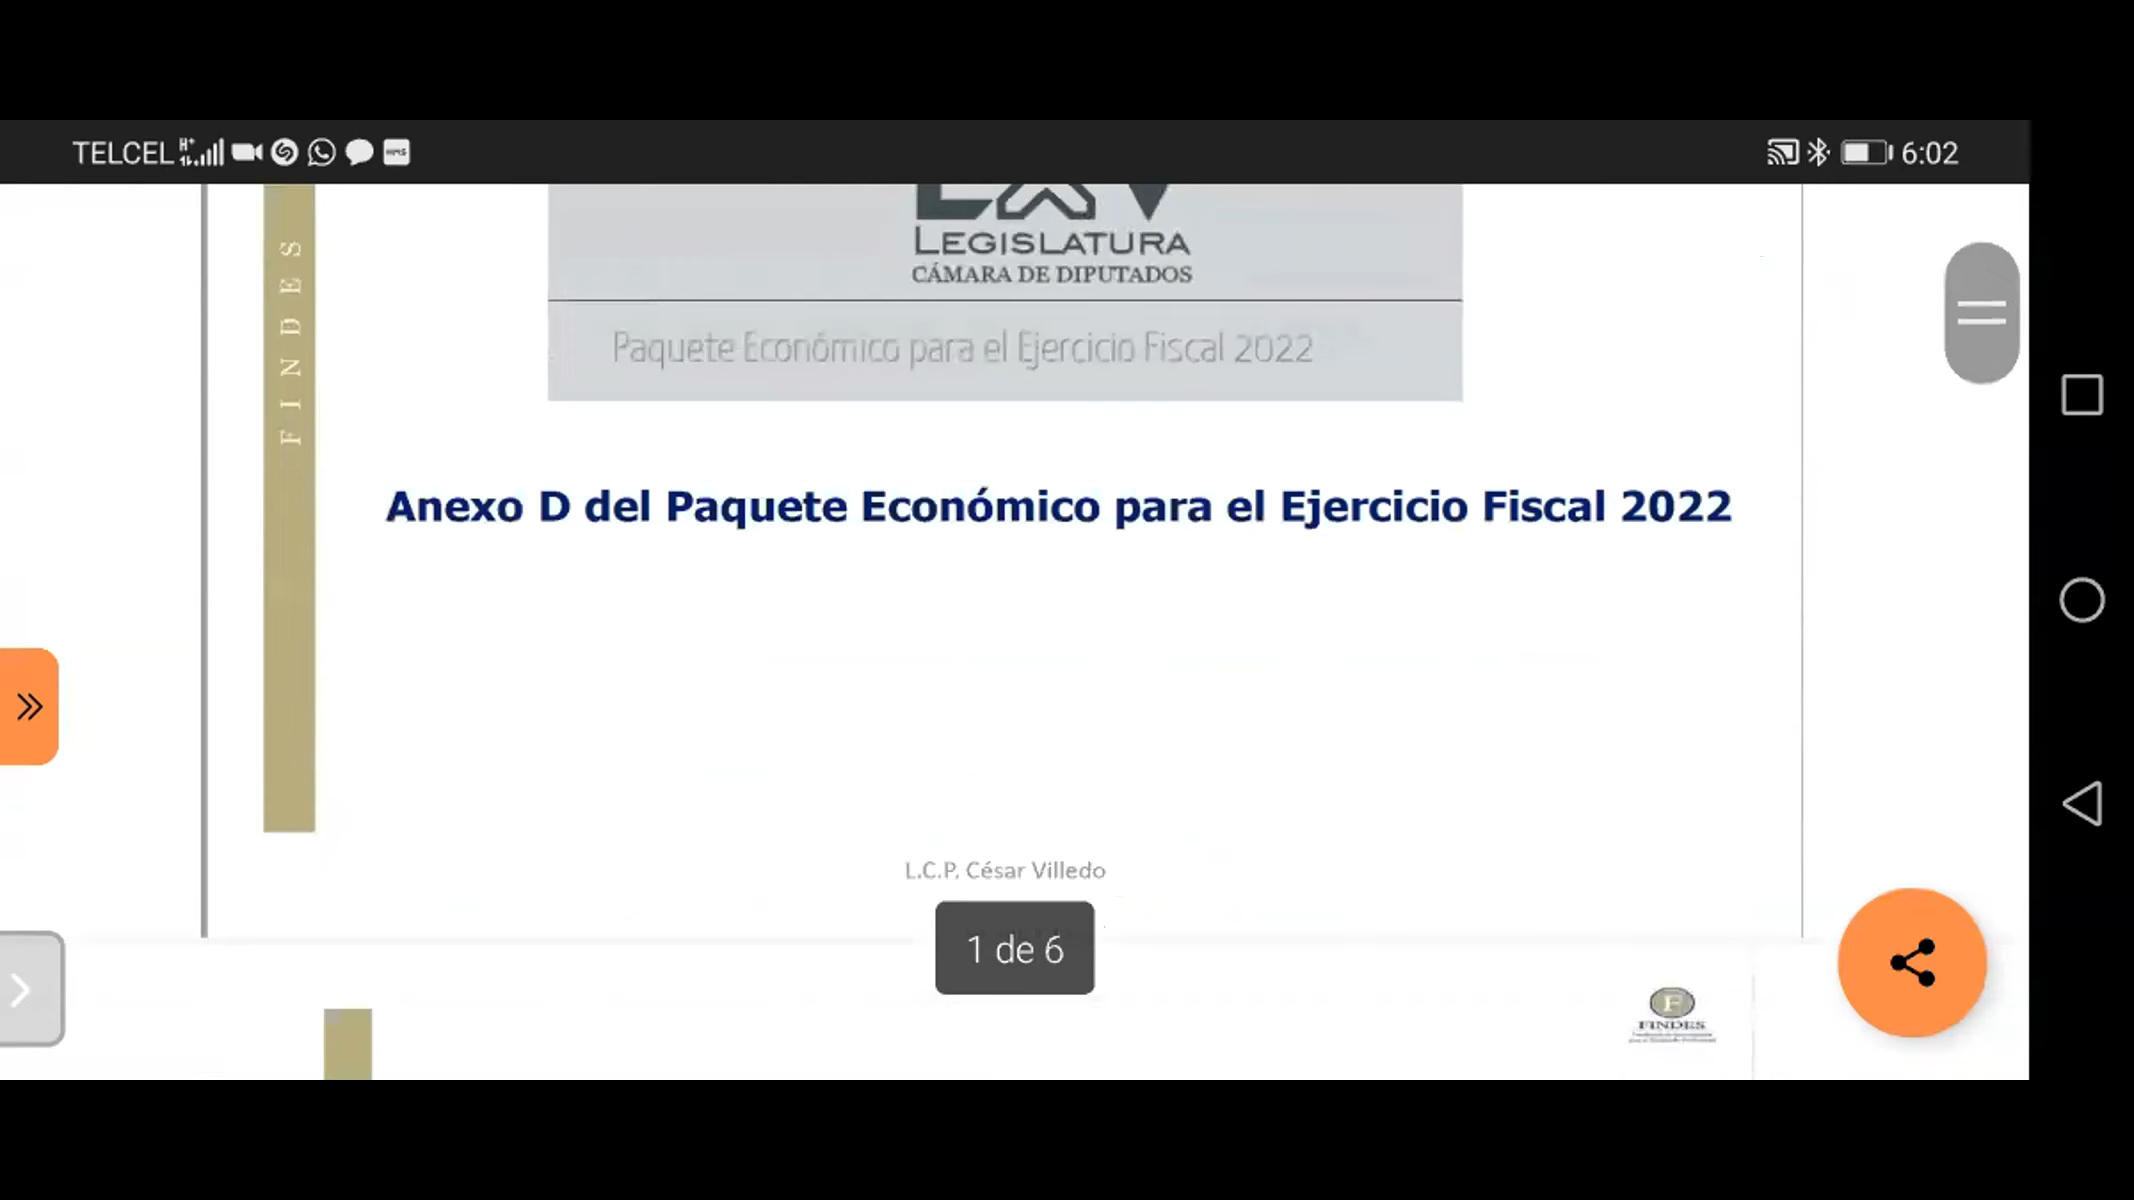 TELCEL H+
6:02
LXV
LEGISLATURA
CÁMARA DE DIPUTADOS
Paquete Económico para el Ejercicio Fiscal 2022
FINDES
Anexo D del Paquete Económico para el Ejercicio Fiscal 2022
L.C.P. César Villedo
1 de 6
F
FINDES